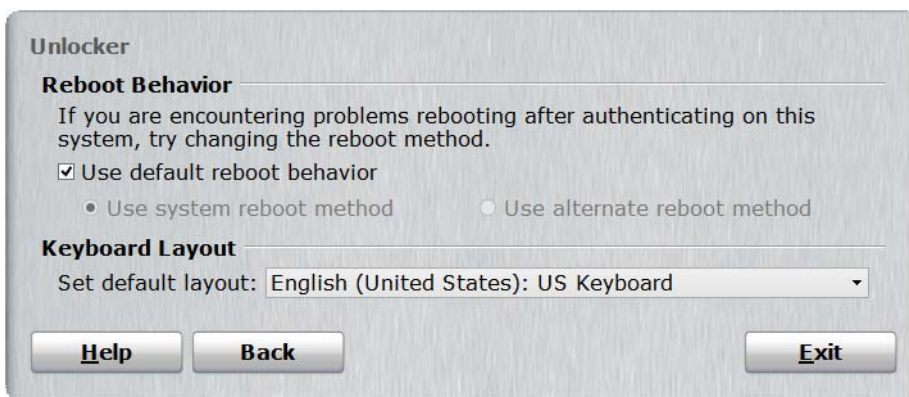 Unlocker
Reboot Behavior
If you are encountering problems rebooting after authenticating on this
system, try changing the reboot method.
Use default reboot behavior
Use system reboot method Use alternate reboot method
Keyboard Layout
Set default layout: English (United States): US Keyboard
Help Back Exit